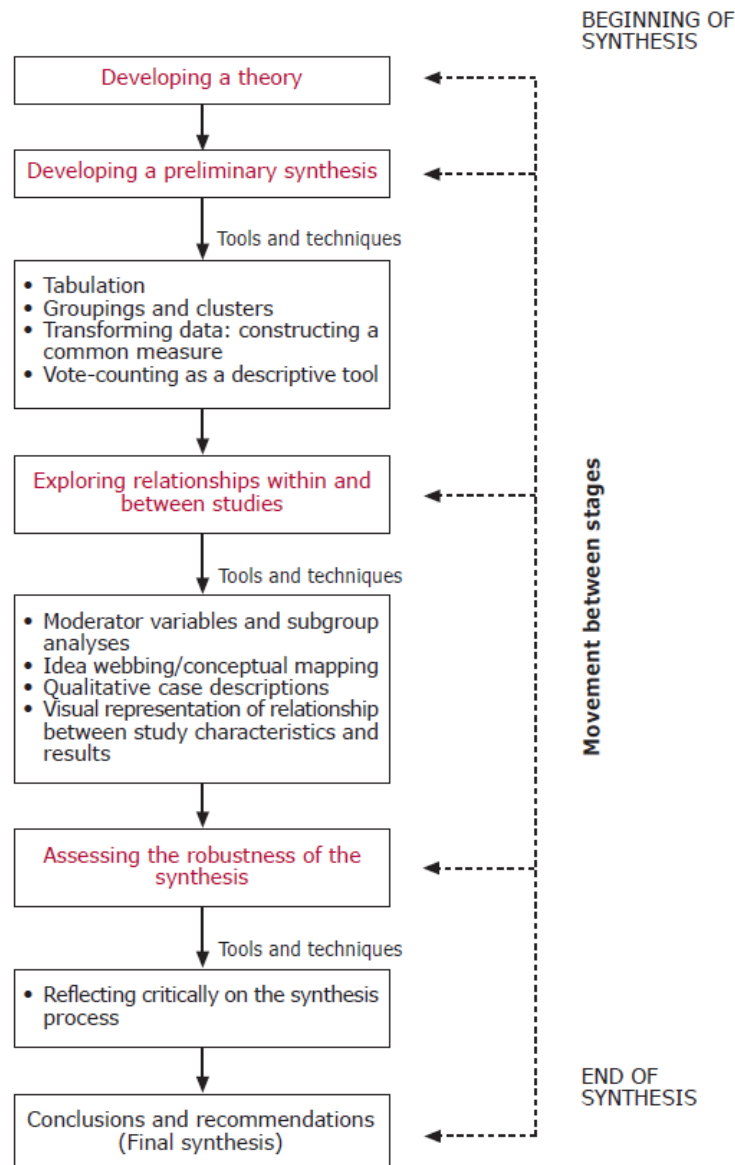 BEGINNING OF
SYNTHESIS
Developing a theory
Developing a preliminary synthesis
Tools and techniques
• Tabulation
• Groupings and clusters
• Transforming data: constructing a
common measure
• Vote-counting as a descriptive tool
Exploring relationships within and
between studies
Tools and techniques
• Moderator variables and subgroup
analyses
• Idea webbing/conceptual mapping
• Qualitative case descriptions
• Visual representation of relationship
between study characteristics and
results
Movement between stages
Assessing the robustness of the
synthesis
Tools and techniques
• Reflecting critically on the synthesis
process
END OF
SYNTHESIS
Conclusions and recommendations
(Final synthesis)